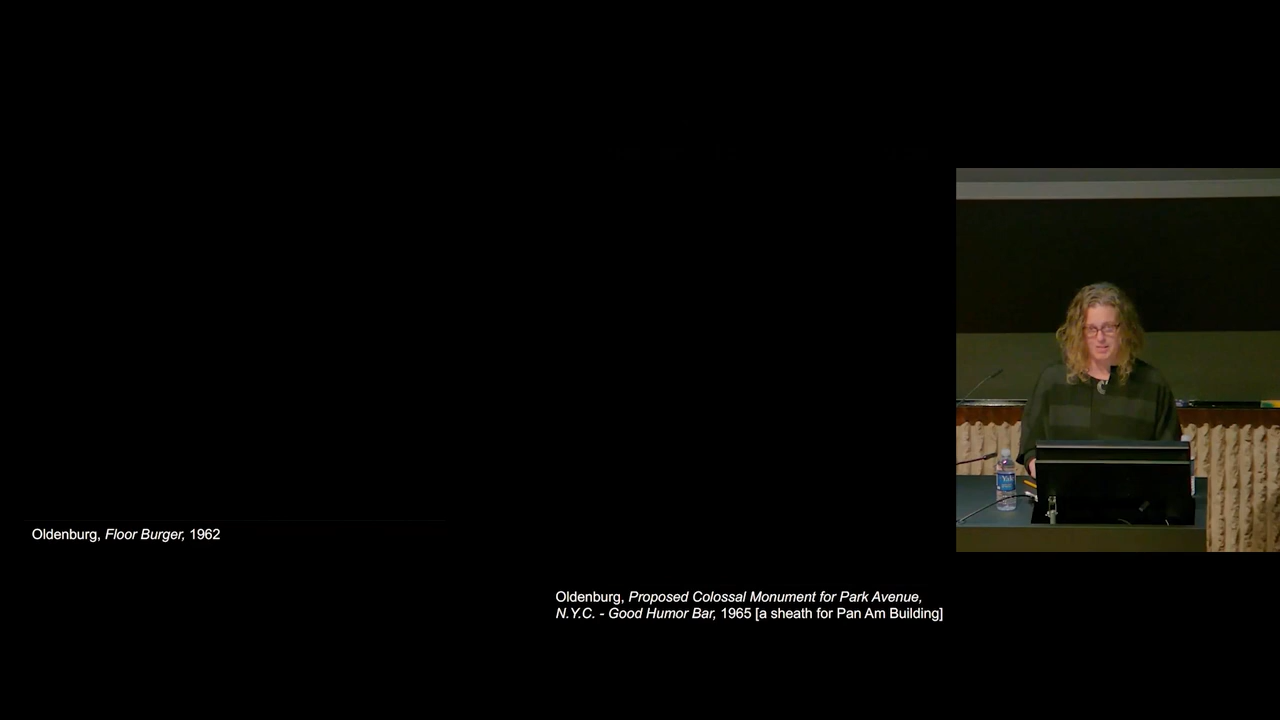 Oldenburg, Floor Burger, 1962
Oldenburg, Proposed Colossal Monument for Park Avenue,
N.Y.C. - Good Humor Bar, 1965 [a sheath for Pan Am Building]
Yale